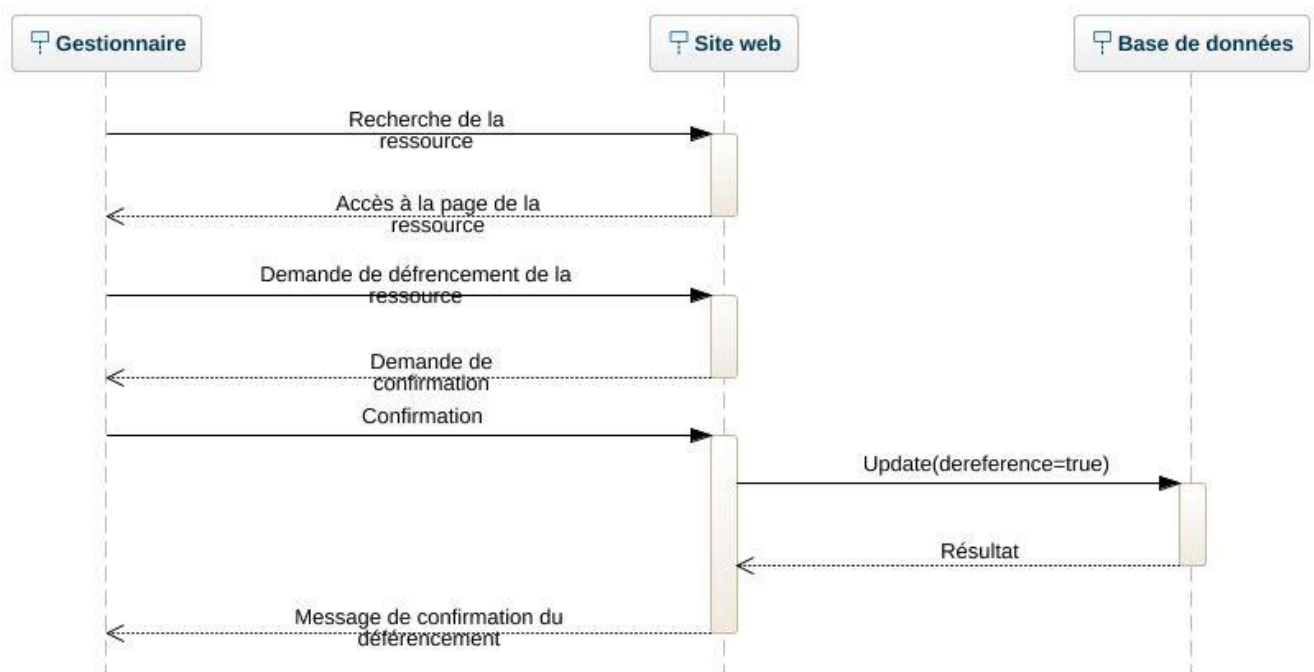 Gestionnaire
Site web
Base de données
Recherche de la
ressource
Accès à la page de la
ressource
Demande de défrencement de la
ressource
Demande de
confirmation
Confirmation
Update(dereference=true)
Résultat
Message de confirmation du
déférencement